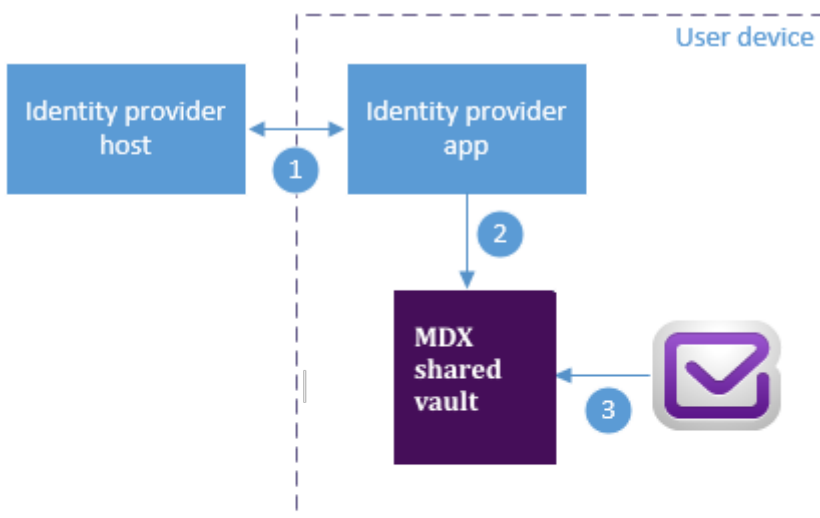 User device
Identity provider
host
Identity provider
app
1
2
MDX
shared
vault
3